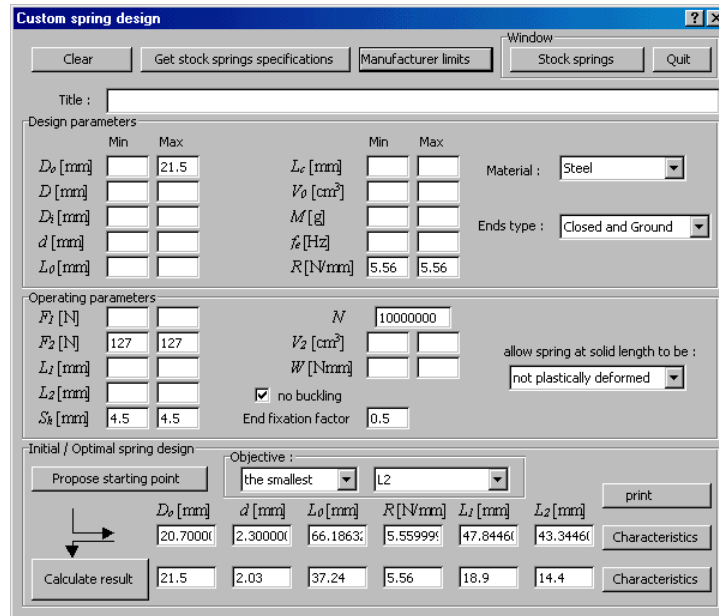 Custom spring design
Window
Clear Get stock springs specifications Manufacturer limits Stock springs Quit
Title :
Design parameters
Min Max Min Max
Do [mm] 21.5 Lc [mm] Material : Steel
D [mm] V0 [cm³]
Di [mm] M [g] Ends type : Closed and Ground
d [mm] fe [Hz]
L0 [mm] R [N/mm] 5.56 5.56
Operating parameters
F1 [N] N 10000000
F2 [N] 127 127 V2 [cm³] allow spring at solid length to be :
L1 [mm] W [Nmm] not plastically deformed
L2 [mm] no buckling
Sh [mm] 4.5 4.5 End fixation factor 0.5
Initial / Optimal spring design
Propose starting point Objective : the smallest L2
print
Do [mm] d [mm] L0 [mm] R [N/mm] L1 [mm] L2 [mm]
20.7000 2.3000 66.1863 5.55999 47.8446 43.3446 Characteristics
Calculate result 21.5 2.03 37.24 5.56 18.9 14.4 Characteristics